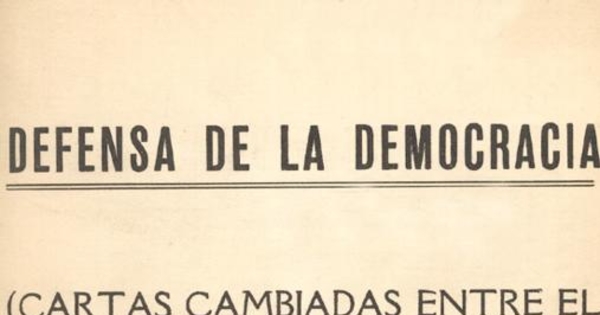 DEFENSA DE LA DEMOCRACIA
(CARTAS CAMBIADAS ENTRE EL